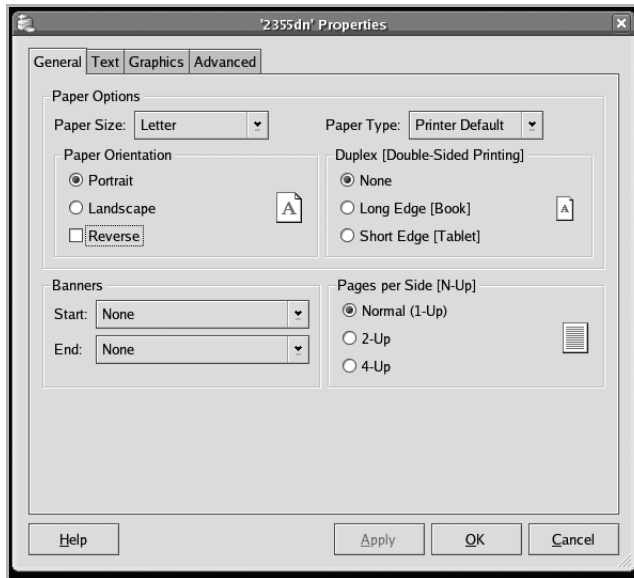 '2355dn' Properties
General Text Graphics Advanced
Paper Options
Paper Size: Letter
Paper Type: Printer Default
Paper Orientation
Portrait
Landscape
Reverse
A
Duplex [Double-Sided Printing]
None
Long Edge [Book]
Short Edge [Tablet]
A
Banners
Start: None
End: None
Pages per Side [N-Up]
Normal (1-Up)
2-Up
4-Up
Help Apply OK Cancel